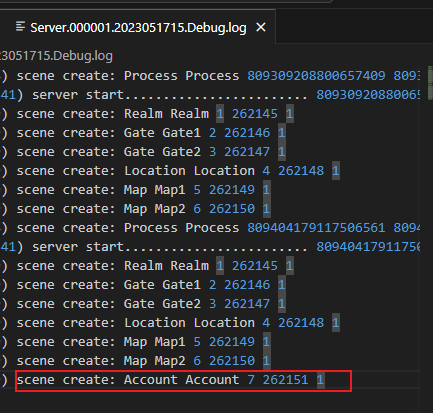 Server.000001.2023051715.Debug.log
23051715.Debug.log
) scene create: Process Process 809309208800657409 8093
41) server start........................ 8093092088006
) scene create: Realm Realm 1 262145 1
) scene create: Gate Gate1 2 262146 1
) scene create: Gate Gate2 3 262147 1
) scene create: Location Location 4 262148 1
) scene create: Map Map1 5 262149 1
) scene create: Map Map2 6 262150 1
) scene create: Process Process 809404179117506561 8094
41) server start........................ 80940417911750
) scene create: Realm Realm 1 262145 1
) scene create: Gate Gate1 2 262146 1
) scene create: Gate Gate2 3 262147 1
) scene create: Location Location 4 262148 1
) scene create: Map Map1 5 262149 1
) scene create: Map Map2 6 262150 1
) scene create: Account Account 7 262151 1